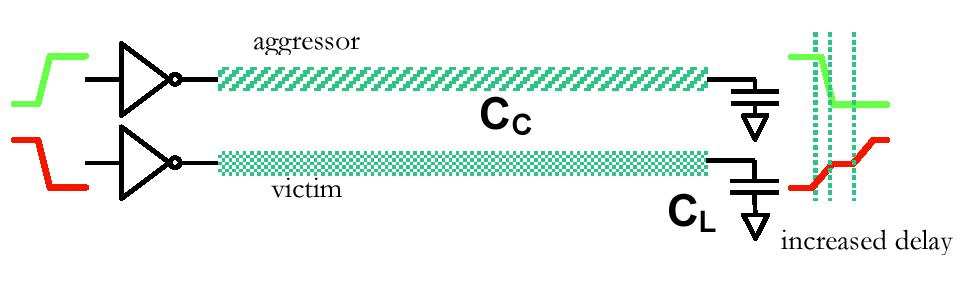 aggressor
CC
victim
CL
increased delay